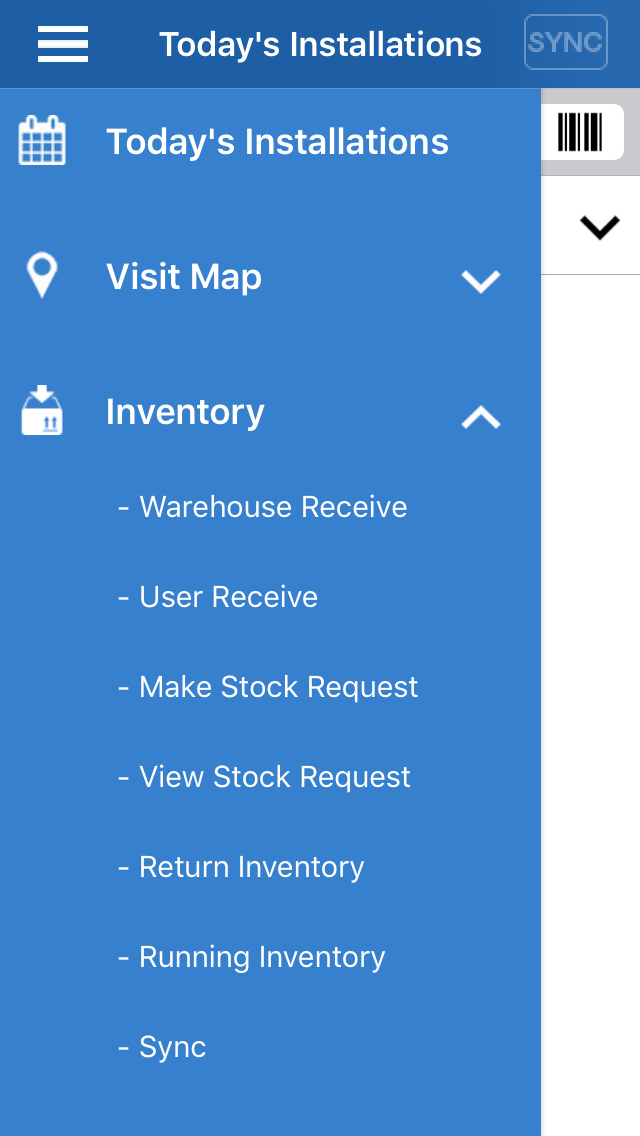 Today's Installations
SYNC
Today's Installations
Visit Map
Inventory
- Warehouse Receive
- User Receive
- Make Stock Request
- View Stock Request
- Return Inventory
- Running Inventory
- Sync